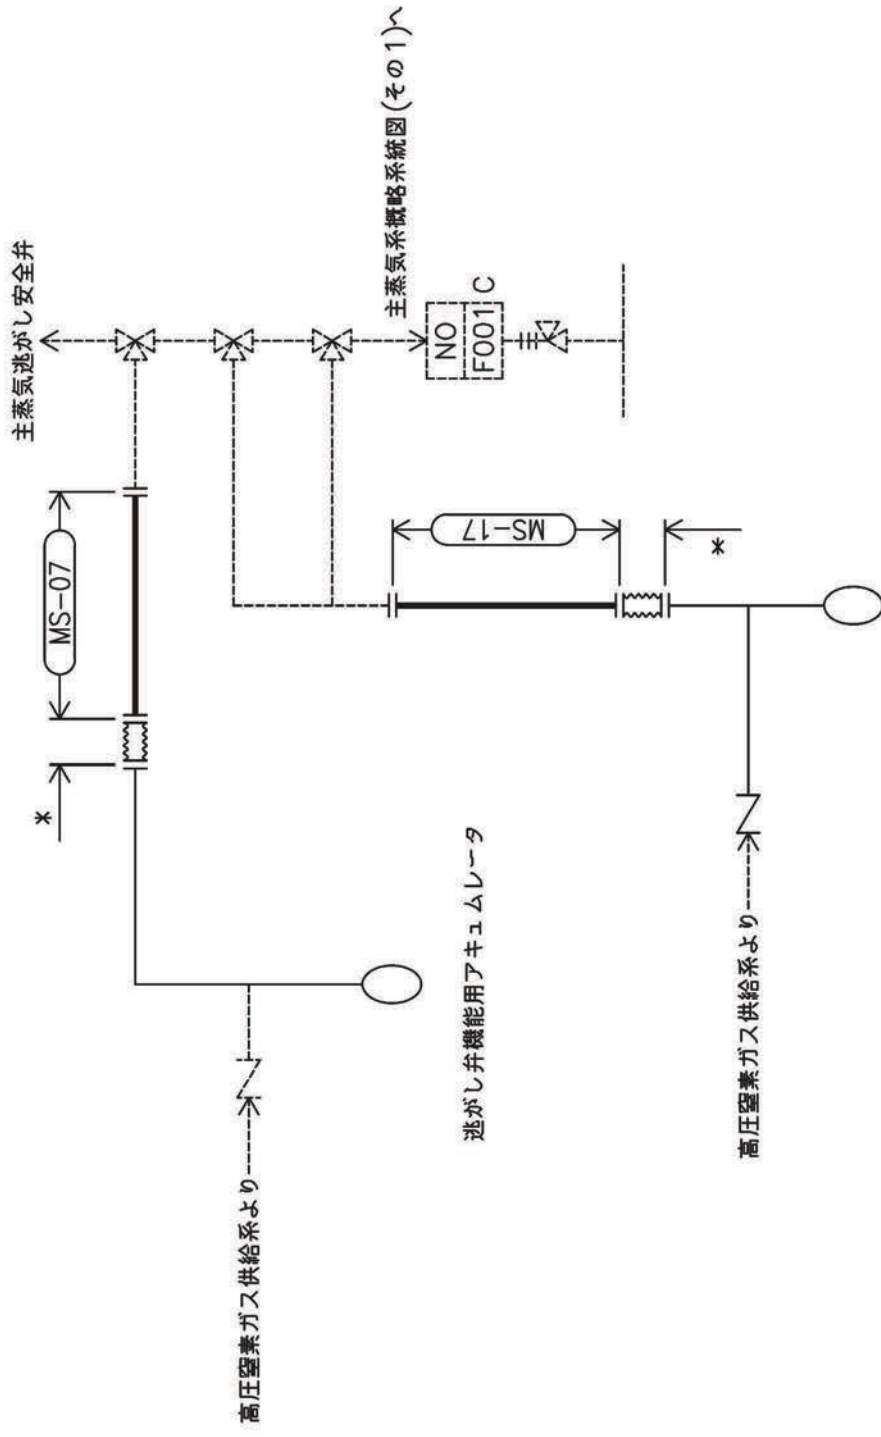 主蒸気逃がし安全弁
MS-07
*
主蒸気系概略系統図(その1)へ
NO
F001
C
MS-17
*
逃がし弁機能用アキュムレータ
高圧窒素ガス供給系より
高圧窒素ガス供給系より